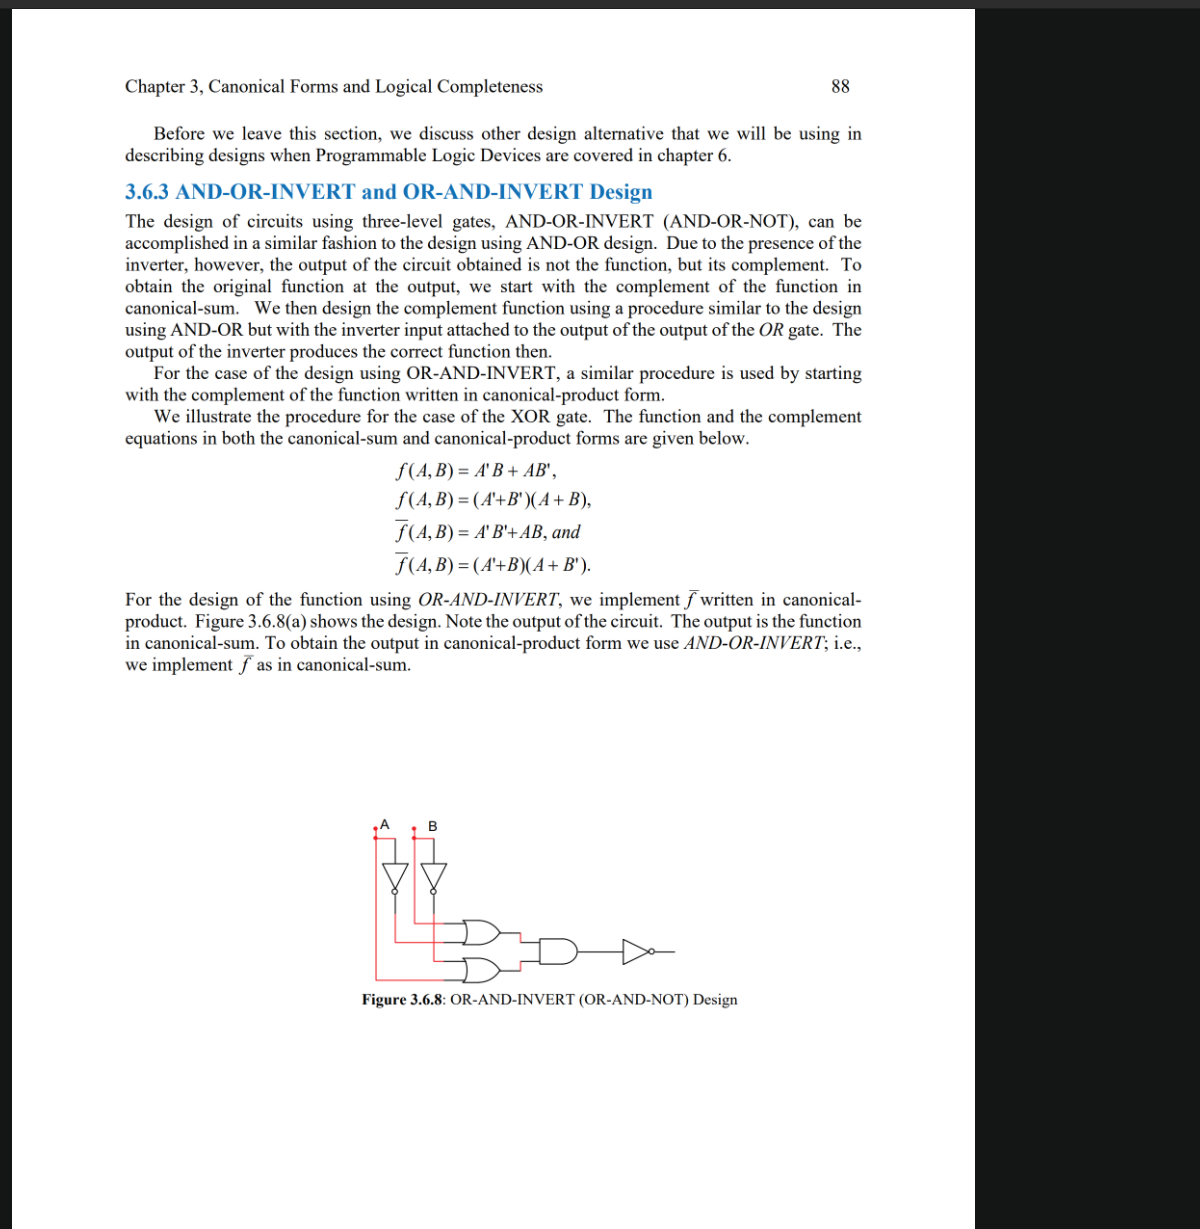 Chapter 3, Canonical Forms and Logical Completeness 88
Before we leave this section, we discuss other design alternative that we will be using in
describing designs when Programmable Logic Devices are covered in chapter 6.
3.6.3 AND-OR-INVERT and OR-AND-INVERT Design
The design of circuits using three-level gates, AND-OR-INVERT (AND-OR-NOT), can be
accomplished in a similar fashion to the design using AND-OR design. Due to the presence of the
inverter, however, the output of the circuit obtained is not the function, but its complement. To
obtain the original function at the output, we start with the complement of the function in
canonical-sum. We then design the complement function using a procedure similar to the design
using AND-OR but with the inverter input attached to the output of the output of the OR gate. The
output of the inverter produces the correct function then.
For the case of the design using OR-AND-INVERT, a similar procedure is used by starting
with the complement of the function written in canonical-product form.
We illustrate the procedure for the case of the XOR gate. The function and the complement
equations in both the canonical-sum and canonical-product forms are given below.
f(A, B) = A' B + AB',
f(A, B) = (A'+B')(A + B),
f̅(A, B) = A' B'+ AB, and
f̅(A, B) = (A'+B)(A + B').
For the design of the function using OR-AND-INVERT, we implement f̅ written in canonical-
product. Figure 3.6.8(a) shows the design. Note the output of the circuit. The output is the function
in canonical-sum. To obtain the output in canonical-product form we use AND-OR-INVERT; i.e.,
we implement f̅ as in canonical-sum.
A B
Figure 3.6.8: OR-AND-INVERT (OR-AND-NOT) Design